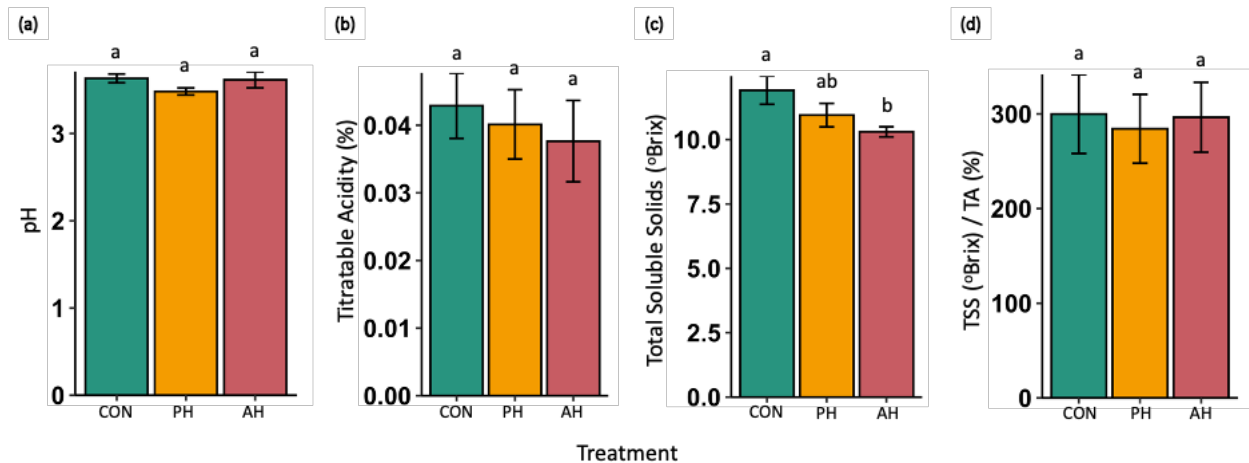 (a)
a
a
a
pH
3
2
1
0
CON PH AH
(b)
a
a
a
Titratable Acidity (%)
0.04
0.03
0.02
0.01
0.00
CON PH AH
(c)
a
ab
b
Total Soluble Solids (ºBrix)
10.0
7.5
5.0
2.5
0.0
CON PH AH
(d)
a
a
a
TSS (ºBrix) / TA (%)
300
200
100
0
CON PH AH
Treatment